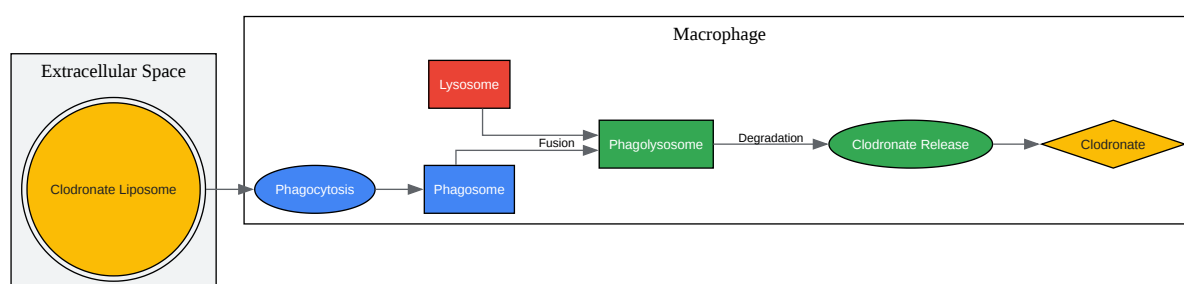 Macrophage
Extracellular Space
Lysosome
Clodronate Liposome
Phagocytosis
Phagosome
Fusion
Phagolysosome
Degradation
Clodronate Release
Clodronate